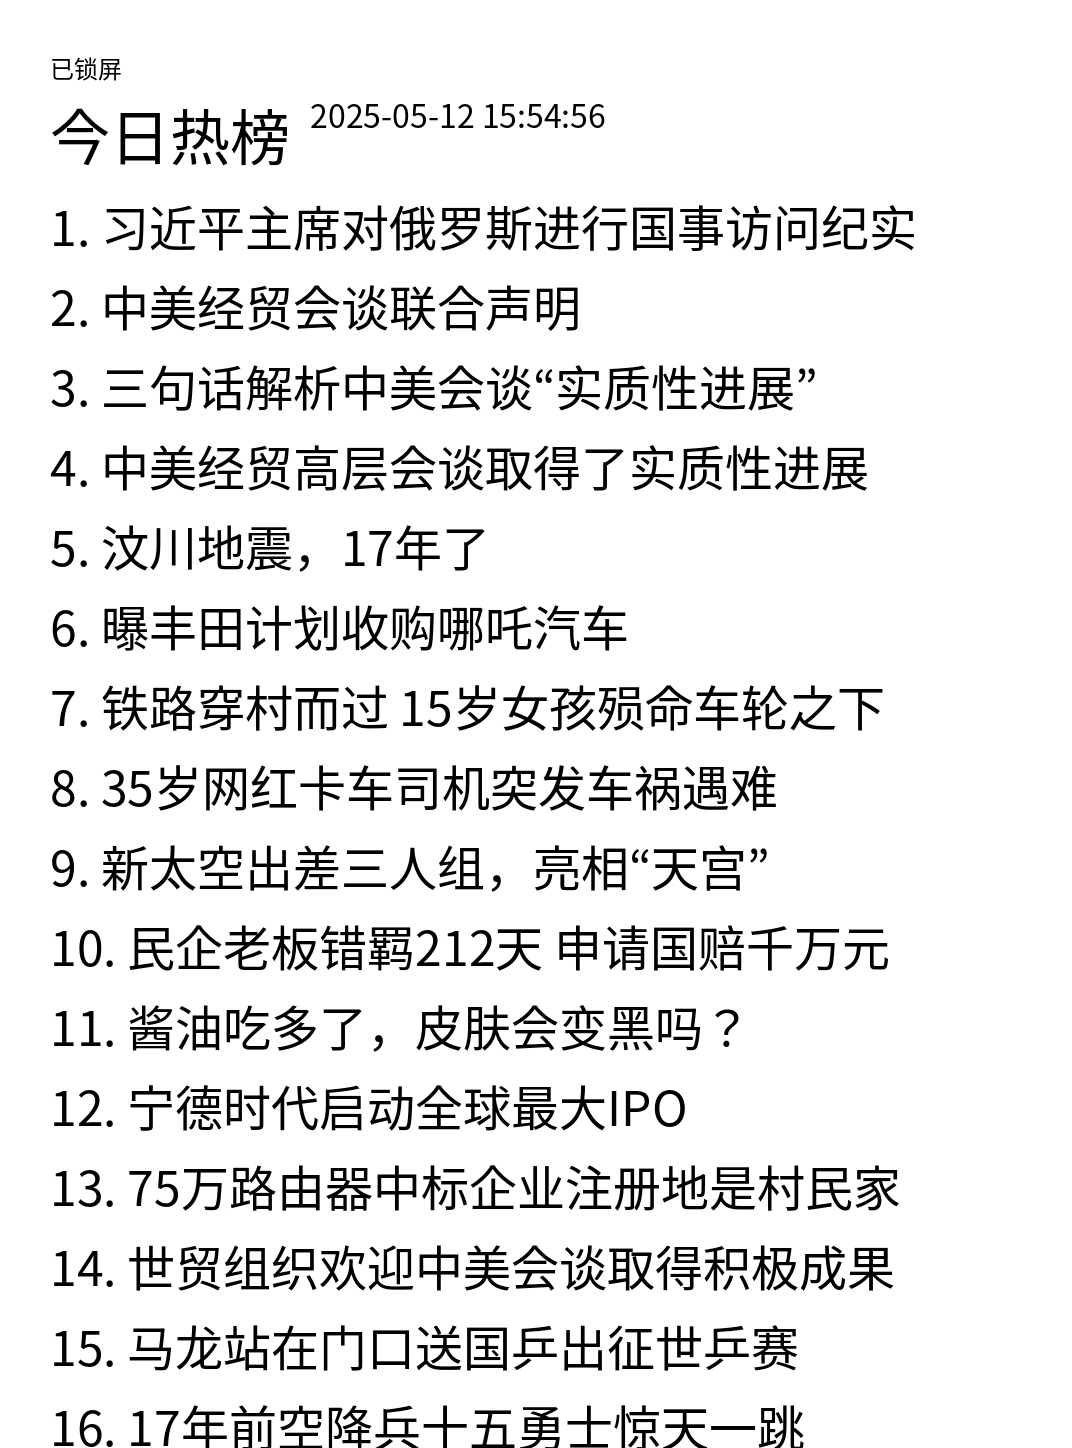 已锁屏
今日热榜 2025-05-12 15:54:56
1. 习近平主席对俄罗斯进行国事访问纪实
2. 中美经贸会谈联合声明
3. 三句话解析中美会谈“实质性进展”
4. 中美经贸高层会谈取得了实质性进展
5. 汶川地震，17年了
6. 曝丰田计划收购哪吒汽车
7. 铁路穿村而过 15岁女孩殒命车轮之下
8. 35岁网红卡车司机突发车祸遇难
9. 新太空出差三人组，亮相“天宫”
10. 民企老板错羁212天 申请国赔千万元
11. 酱油吃多了，皮肤会变黑吗？
12. 宁德时代启动全球最大IPO
13. 75万路由器中标企业注册地是村民家
14. 世贸组织欢迎中美会谈取得积极成果
15. 马龙站在门口送国乒出征世乒赛
16. 17年前空降兵十五勇士惊天一跳